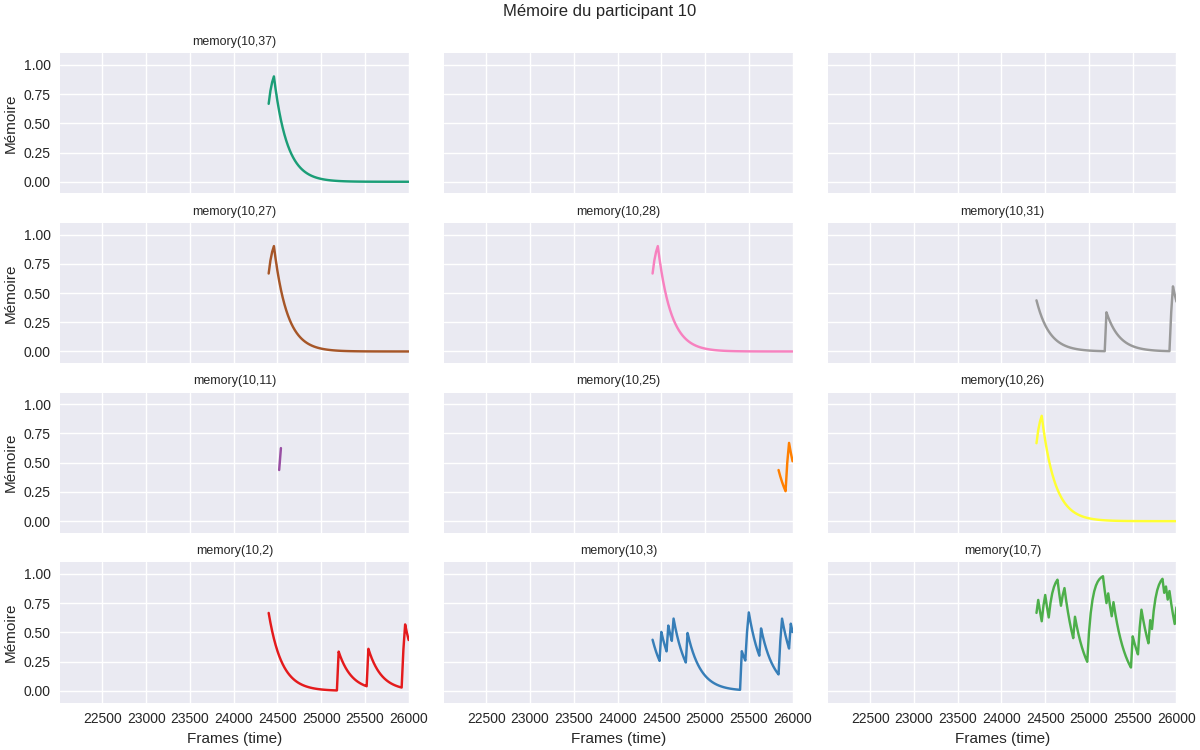 Mémoire du participant 10
memory(10,37)
1.00
0.75
0.50
0.25
0.00
Mémoire
memory(10,27) memory(10,28) memory(10,31)
1.00
0.75
0.50
0.25
0.00
Mémoire
memory(10,11) memory(10,25) memory(10,26)
1.00
0.75
0.50
0.25
0.00
Mémoire
memory(10,2) memory(10,3) memory(10,7)
1.00
0.75
0.50
0.25
0.00
Mémoire
22500 23000 23500 24000 24500 25000 25500 26000 22500 23000 23500 24000 24500 25000 25500 26000 22500 23000 23500 24000 24500 25000 25500 26000
Frames (time) Frames (time) Frames (time)